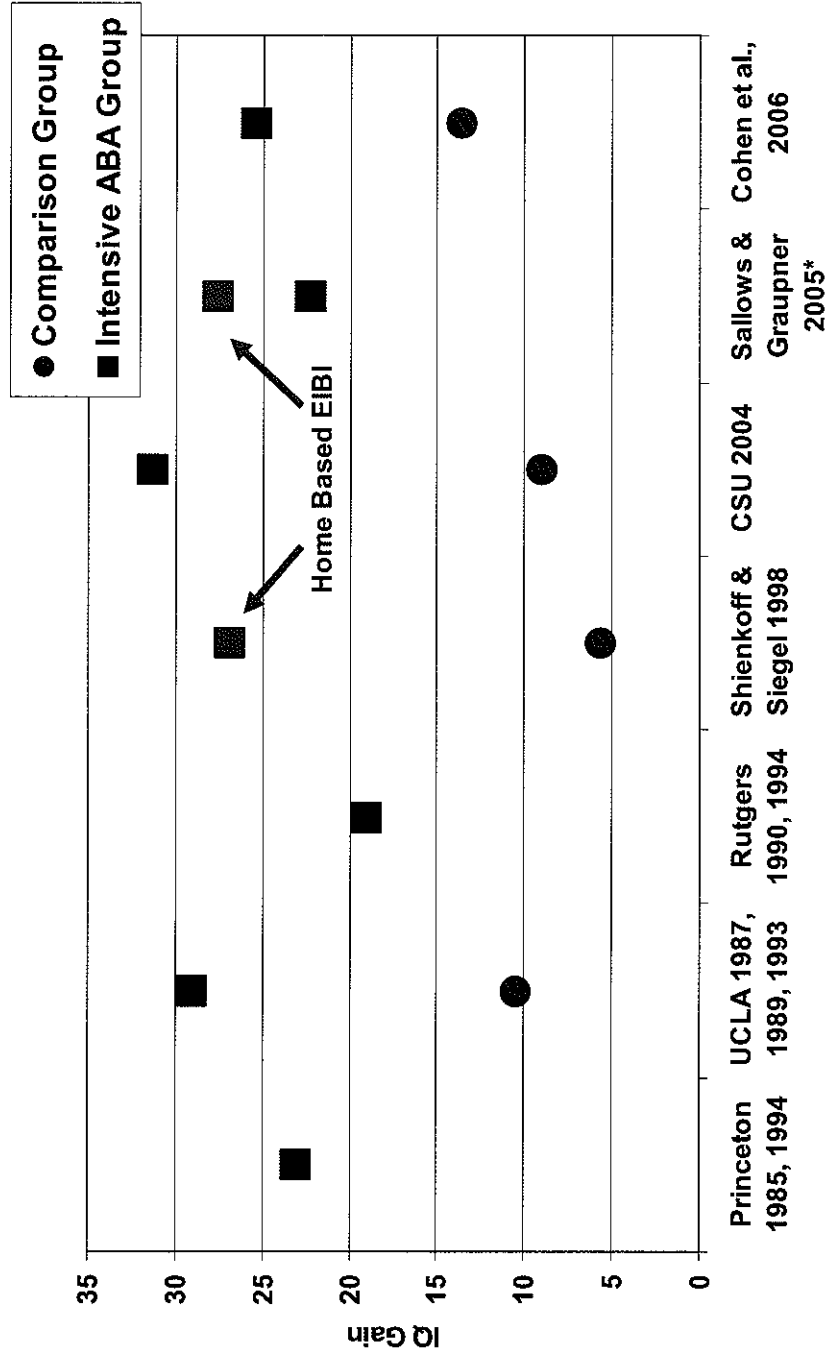 Comparison Group
Intensive ABA Group
35
30
25
20
15
10
5
0
IQ Gain
Home Based EIBI
Princeton
1985, 1994
UCLA 1987,
1989, 1993
Rutgers
1990, 1994
Shienkoff &
Siegel 1998
CSU 2004
Sallows &
Graupner
2005*
Cohen et al.,
2006